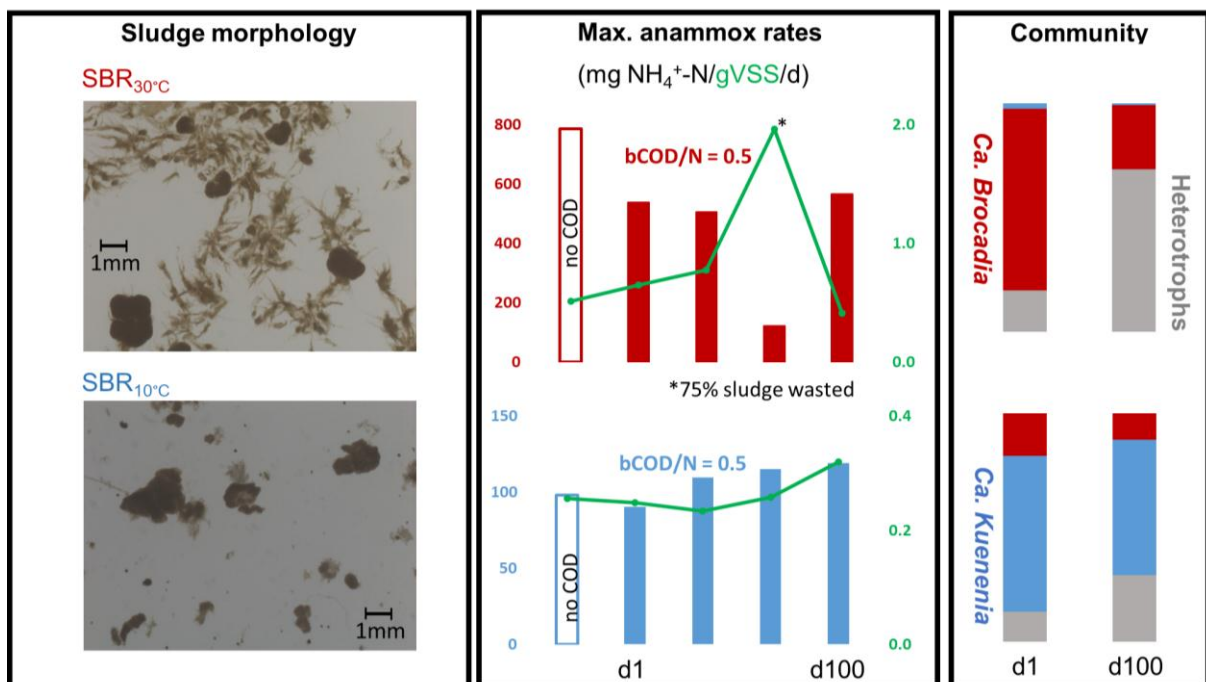 Sludge morphology
SBR30°C
1mm
SBR10°C
1mm
Max. anammox rates
(mg NH4+-N/gVSS/d)
800
600
400
200
0
no COD
bCOD/N = 0.5
*
2.0
1.0
0.0
*75% sludge wasted
150
100
50
0
no COD
bCOD/N = 0.5
0.4
0.2
0.0
d1
d100
Community
Ca. Brocadia
Heterotrophs
Ca. Kuenenia
d1
d100